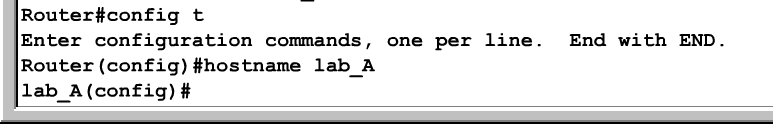 Router#config t
Enter configuration commands, one per line.  End with END.
Router(config)#hostname lab_A
lab_A(config)#